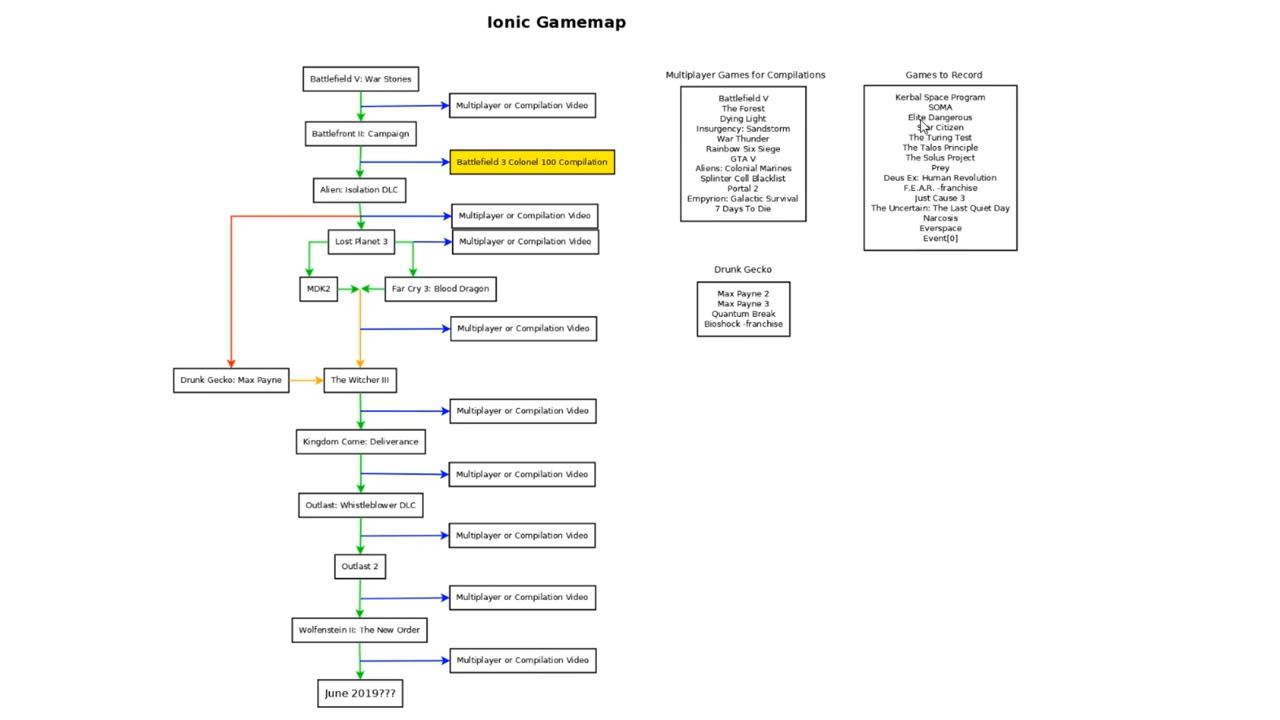 Ionic Gamemap
Battlefield V: War Stories
Multiplayer or Compilation Video
Battlefront II: Campaign
Battlefield 3 Colonel 100 Compilation
Alien: Isolation DLC
Multiplayer or Compilation Video
Lost Planet 3
Multiplayer or Compilation Video
MDK2
Far Cry 3: Blood Dragon
Multiplayer or Compilation Video
Drunk Gecko: Max Payne
The Witcher III
Multiplayer or Compilation Video
Kingdom Come: Deliverance
Multiplayer or Compilation Video
Outlast: Whistleblower DLC
Multiplayer or Compilation Video
Outlast 2
Multiplayer or Compilation Video
Wolfenstein II: The New Order
Multiplayer or Compilation Video
June 2019???
Multiplayer Games for Compilations
Battlefield V
The Forest
Dying Light
Insurgency: Sandstorm
War Thunder
Rainbow Six Siege
GTA V
Aliens: Colonial Marines
Splinter Cell Blacklist
Portal 2
Empyrion: Galactic Survival
7 Days To Die
Drunk Gecko
Max Payne 2
Max Payne 3
Quantum Break
Bioshock -franchise
Games to Record
Kerbal Space Program
SOMA
Elite Dangerous
Star Citizen
The Turing Test
The Talos Principle
The Solus Project
Prey
Deus Ex: Human Revolution
F.E.A.R. -franchise
Just Cause 3
The Uncertain: The Last Quiet Day
Narcosis
Everspace
Event[0]